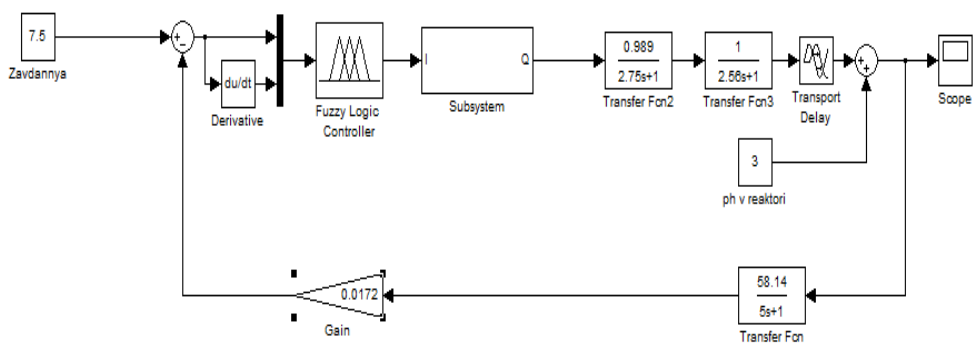 7.5
Zavdannya
du/dt
Derivative
Fuzzy Logic
Controller
I
Q
Subsystem
0.989
2.75s+1
Transfer Fcn2
1
2.56s+1
Transfer Fcn3
Transport
Delay
Scope
3
ph v reaktori
0.0172
Gain
58.14
5s+1
Transfer Fcn